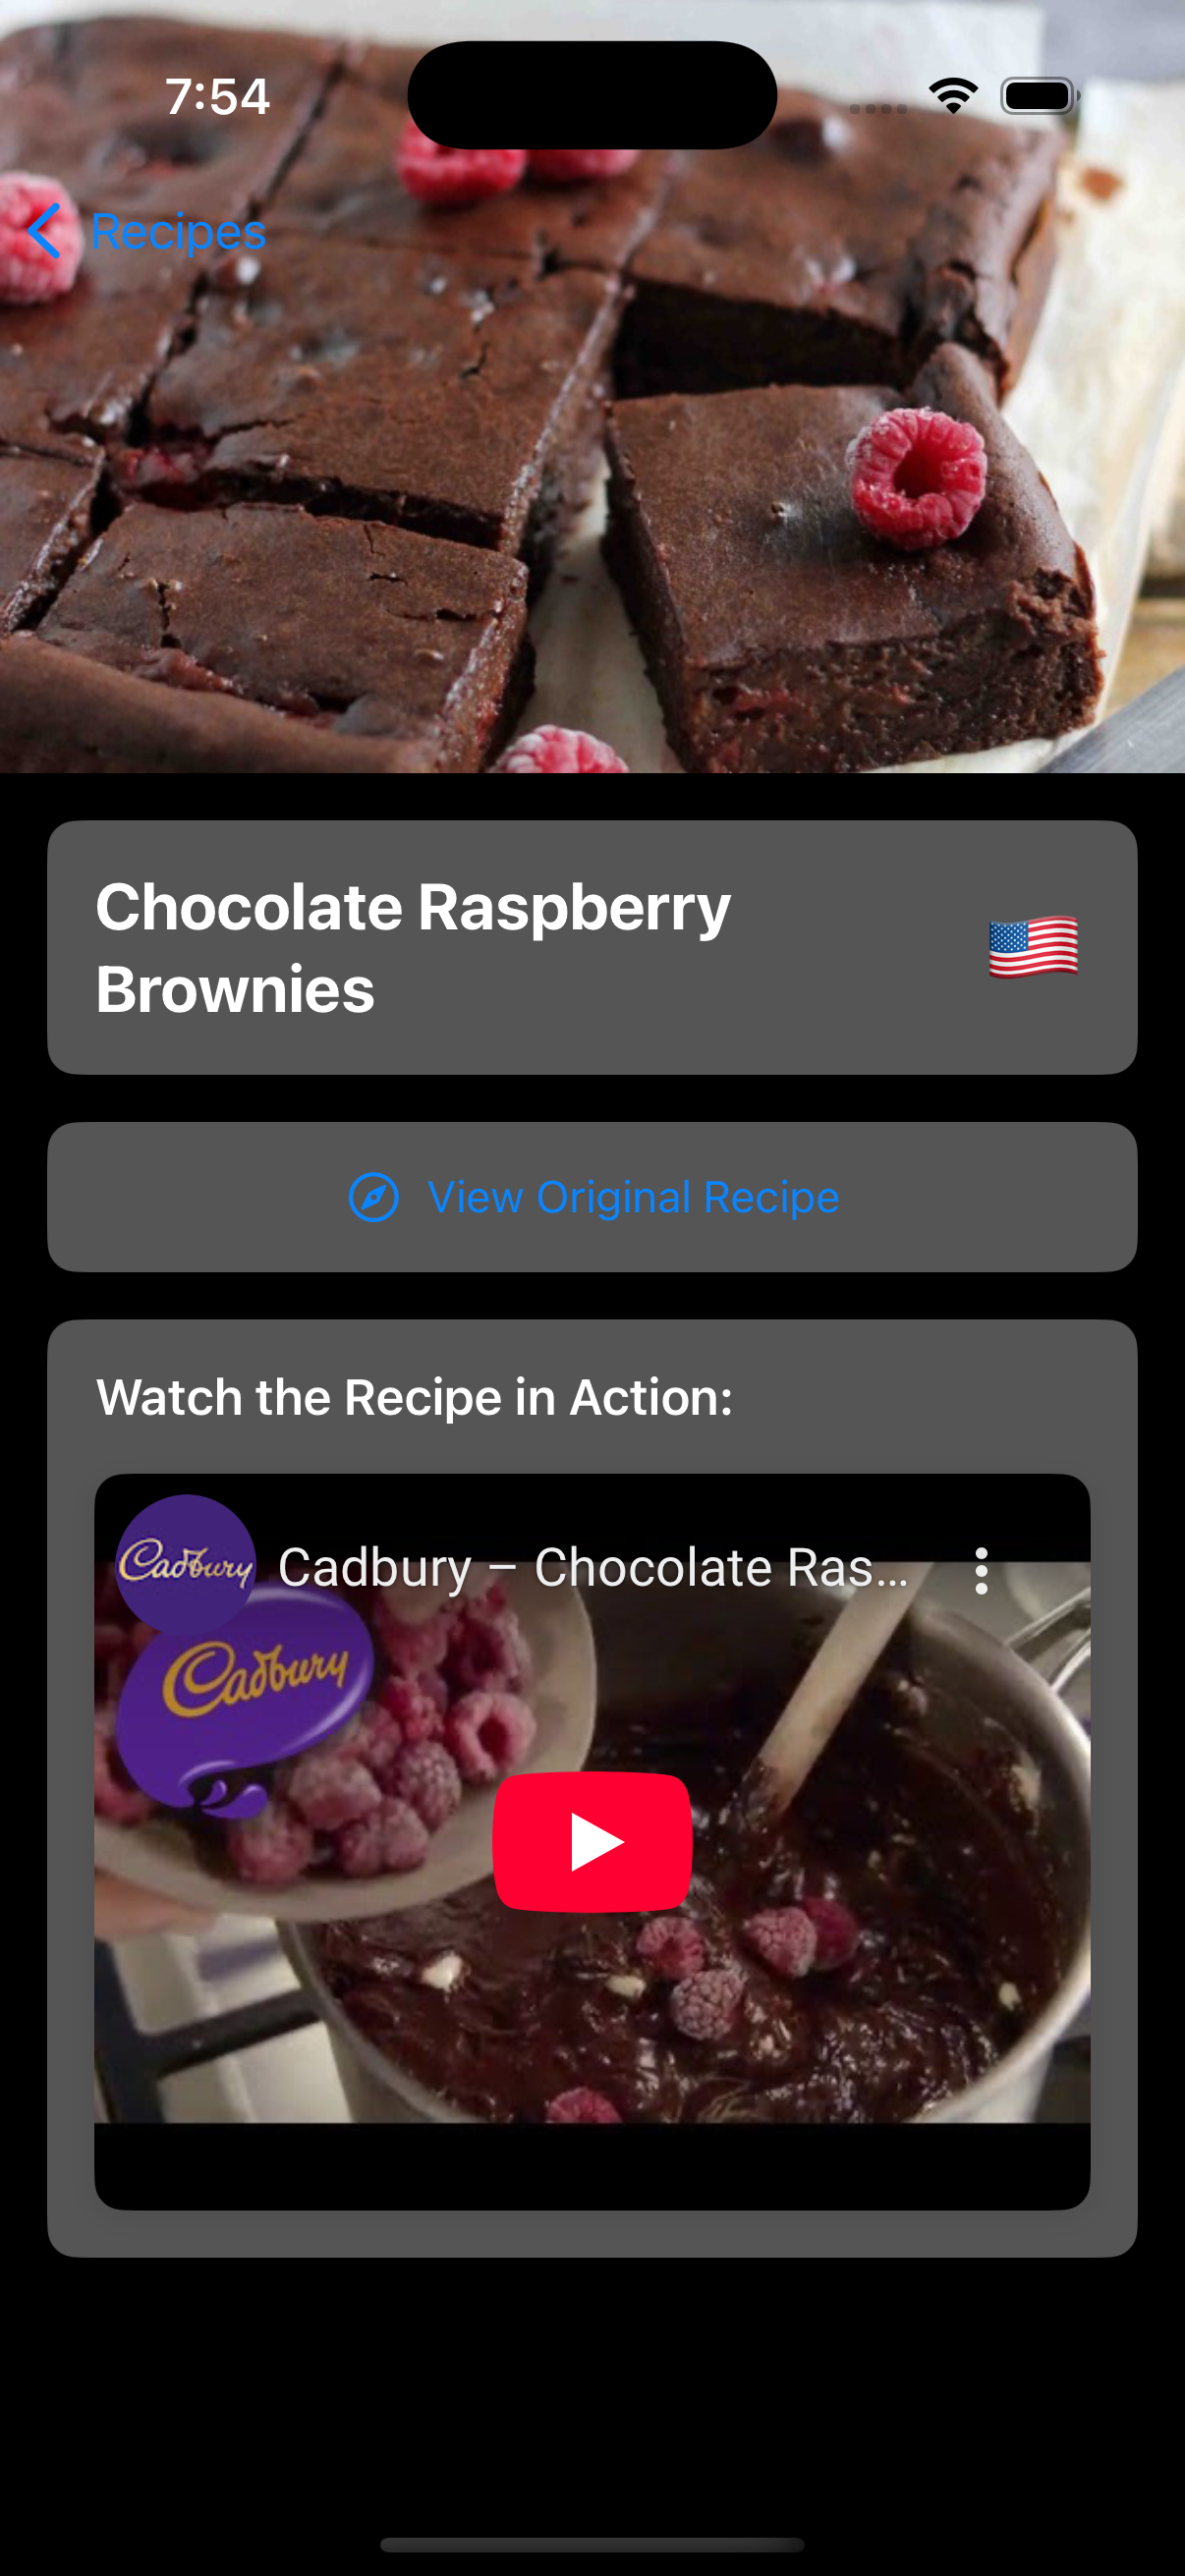 7:54
Recipes
Chocolate Raspberry
Brownies
View Original Recipe
Watch the Recipe in Action:
Cadbury
Cadbury – Chocolate Ras...
Cadbury